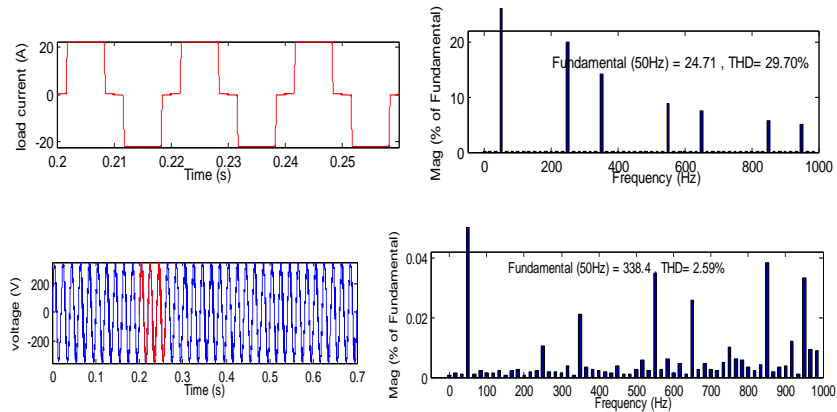 load current (A)
20
0
-20
0.2 0.21 0.22 0.23 0.24 0.25
Time (s)
Mag (% of Fundamental)
20
10
0
Fundamental (50Hz) = 24.71 , THD= 29.70%
0 200 400 600 800 1000
Frequency (Hz)
voltage (V)
200
0
-200
0 0.1 0.2 0.3 0.4 0.5 0.6 0.7
Time (s)
Mag (% of Fundamental)
0.04
0.02
0
Fundamental (50Hz) = 338.4 , THD= 2.59%
0 100 200 300 400 500 600 700 800 900 1000
Frequency (Hz)